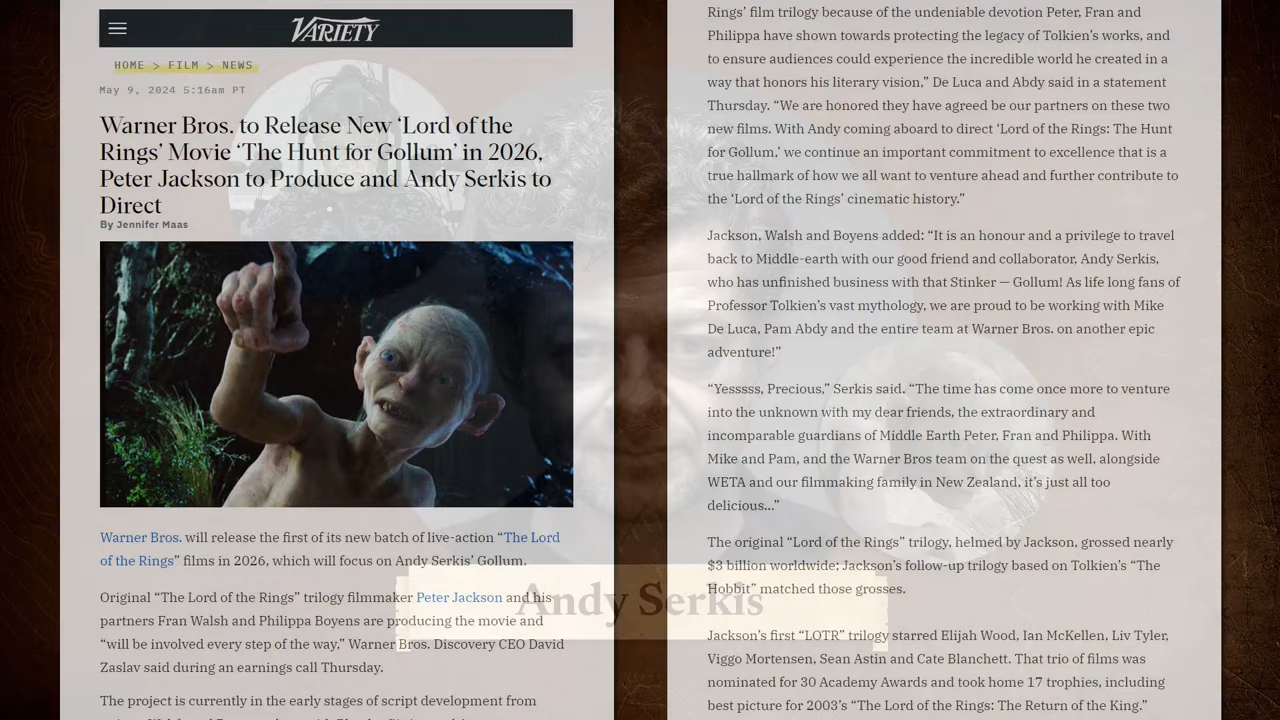 VARIETY
HOME > FILM > NEWS
May 9, 2024 5:16am PT
Warner Bros. to Release New ‘Lord of the
Rings’ Movie ‘The Hunt for Gollum’ in 2026,
Peter Jackson to Produce and Andy Serkis to
Direct
By Jennifer Maas
Warner Bros. will release the first of its new batch of live-action “The Lord
of the Rings” films in 2026, which will focus on Andy Serkis’ Gollum.
Original “The Lord of the Rings” trilogy filmmaker Peter Jackson and his
partners Fran Walsh and Philippa Boyens are producing the movie and
“will be involved every step of the way,” Warner Bros. Discovery CEO David
Zaslav said during an earnings call Thursday.
The project is currently in the early stages of script development from
Rings’ film trilogy because of the undeniable devotion Peter, Fran and
Philippa have shown towards protecting the legacy of Tolkien’s works, and
to ensure audiences could experience the incredible world he created in a
way that honors his literary vision,” De Luca and Abdy said in a statement
Thursday. “We are honored they have agreed be our partners on these two
new films. With Andy coming aboard to direct ‘Lord of the Rings: The Hunt
for Gollum,’ we continue an important commitment to excellence that is a
true hallmark of how we all want to venture ahead and further contribute to
the ‘Lord of the Rings’ cinematic history.”
Jackson, Walsh and Boyens added: “It is an honour and a privilege to travel
back to Middle-earth with our good friend and collaborator, Andy Serkis,
who has unfinished business with that Stinker — Gollum! As life long fans of
Professor Tolkien’s vast mythology, we are proud to be working with Mike
De Luca, Pam Abdy and the entire team at Warner Bros. on another epic
adventure!”
“Yesssss, Precious,” Serkis said. “The time has come once more to venture
into the unknown with my dear friends, the extraordinary and
incomparable guardians of Middle Earth Peter, Fran and Philippa. With
Mike and Pam, and the Warner Bros team on the quest as well, alongside
WETA and our filmmaking family in New Zealand, it’s just all too
delicious…”
The original “Lord of the Rings” trilogy, helmed by Jackson, grossed nearly
$3 billion worldwide; Jackson’s follow-up trilogy based on Tolkien’s “The
Hobbit” matched those grosses.
Jackson’s first “LOTR” trilogy starred Elijah Wood, Ian McKellen, Liv Tyler,
Viggo Mortensen, Sean Astin and Cate Blanchett. That trio of films was
nominated for 30 Academy Awards and took home 17 trophies, including
best picture for 2003’s “The Lord of the Rings: The Return of the King.”
Andy Serkis